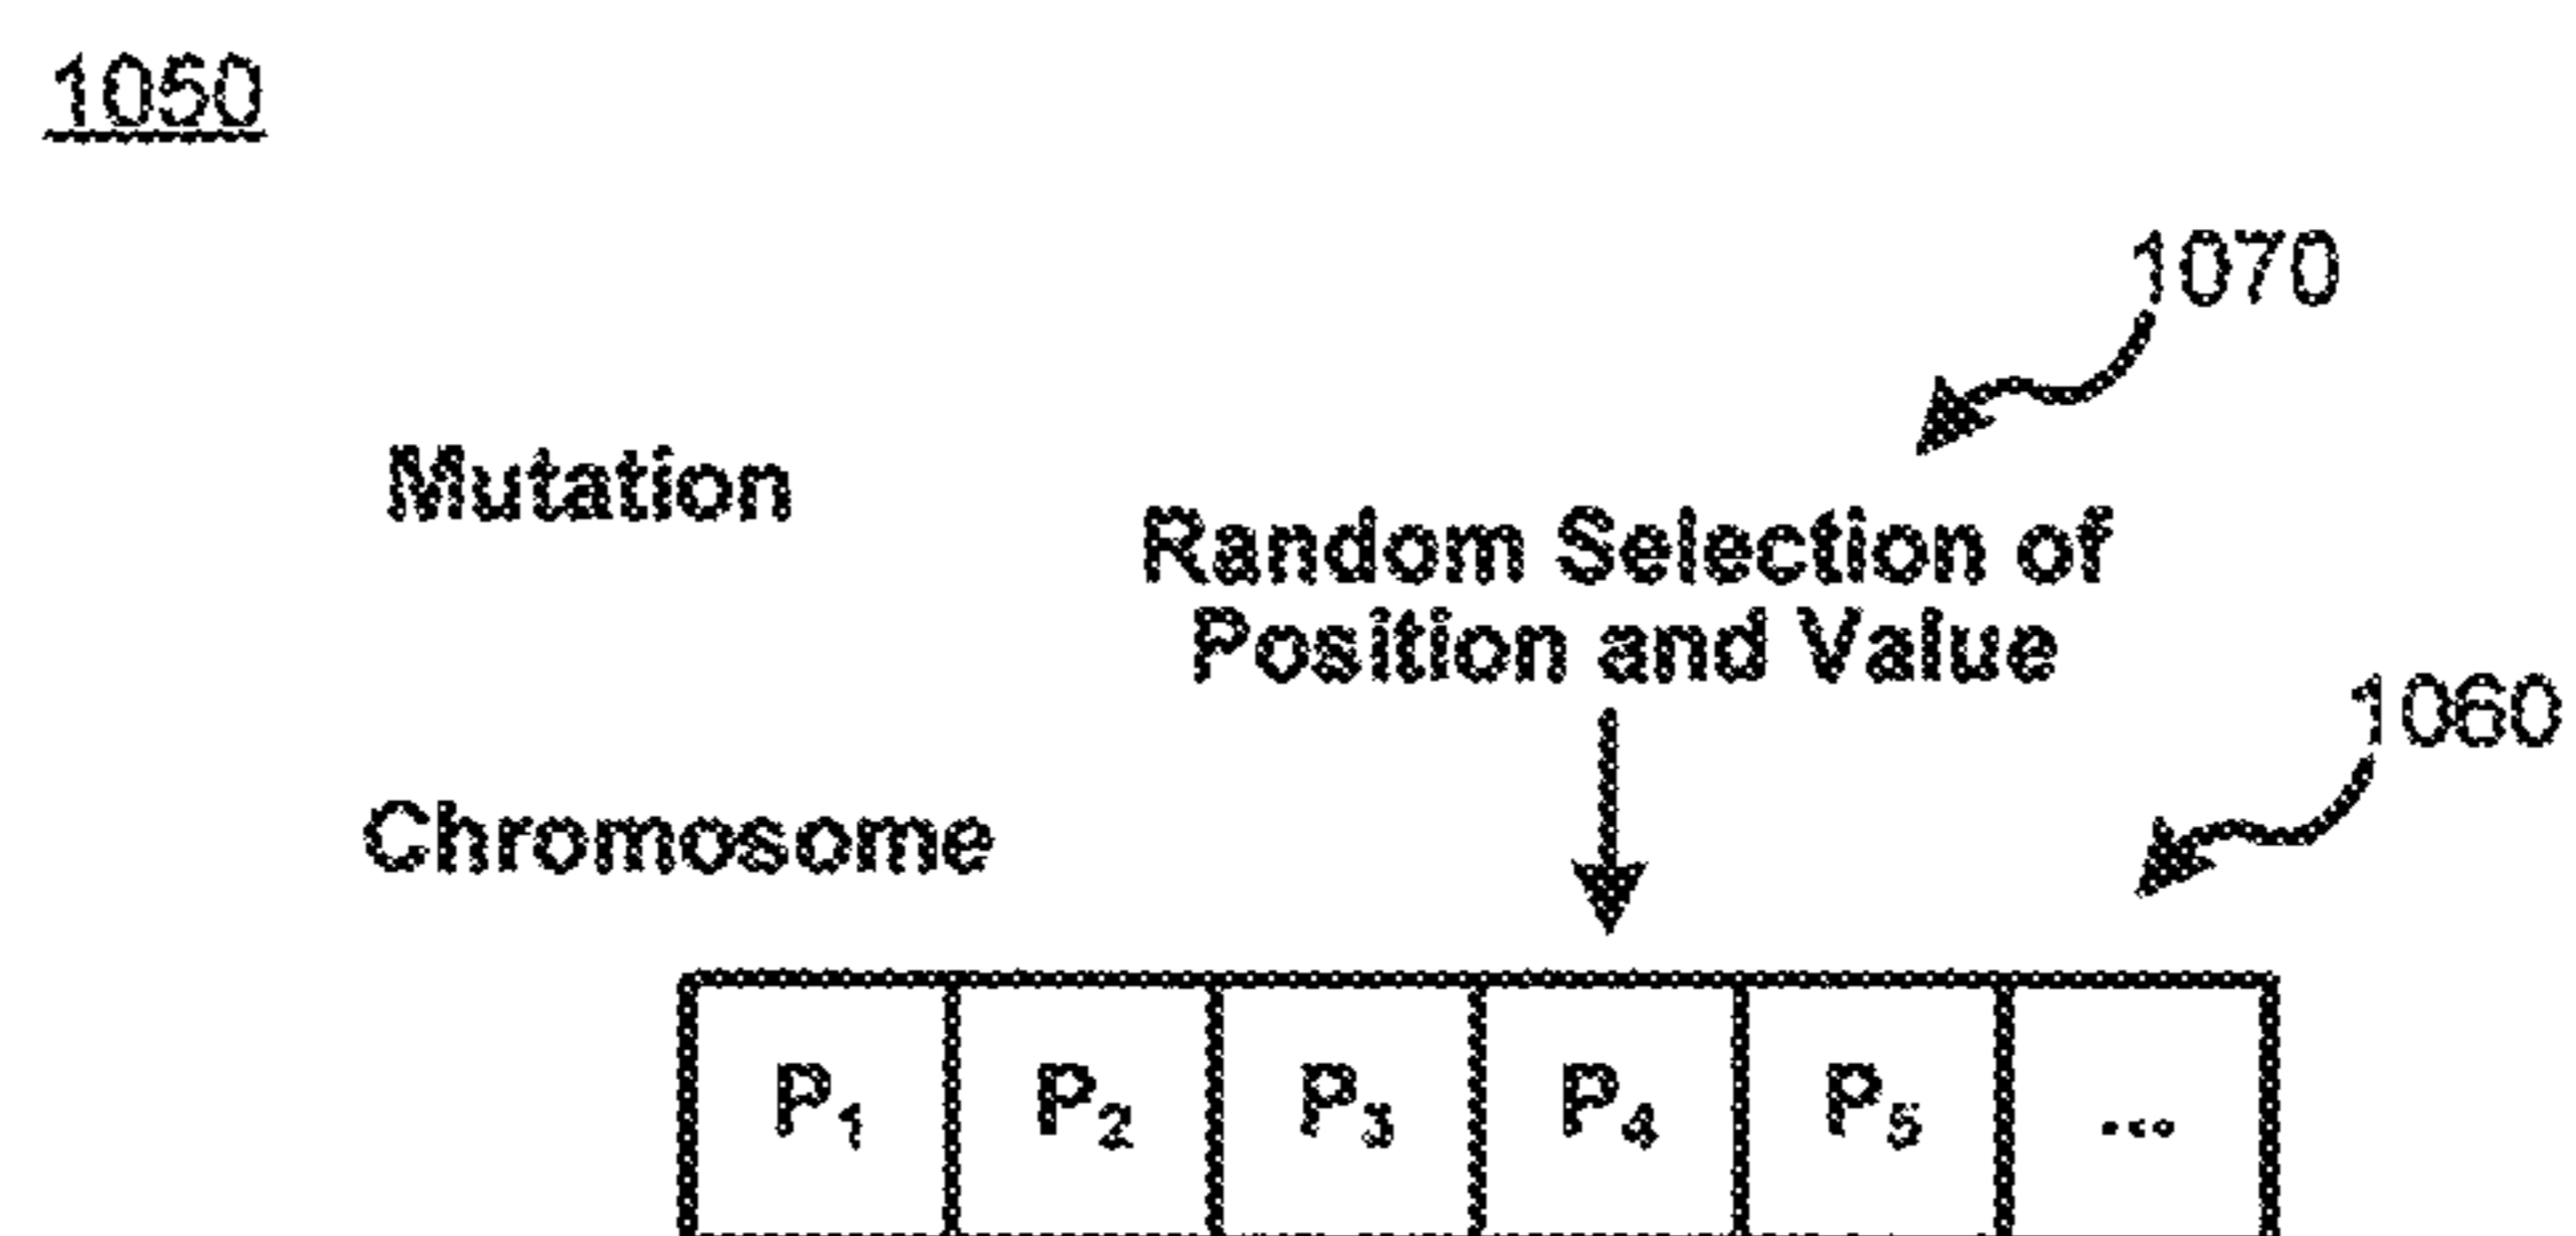 1050
1070
Mutation
Random Selection of
Position and Value
1060
Chromosome
P1 P2 P3 P4 P5 ...